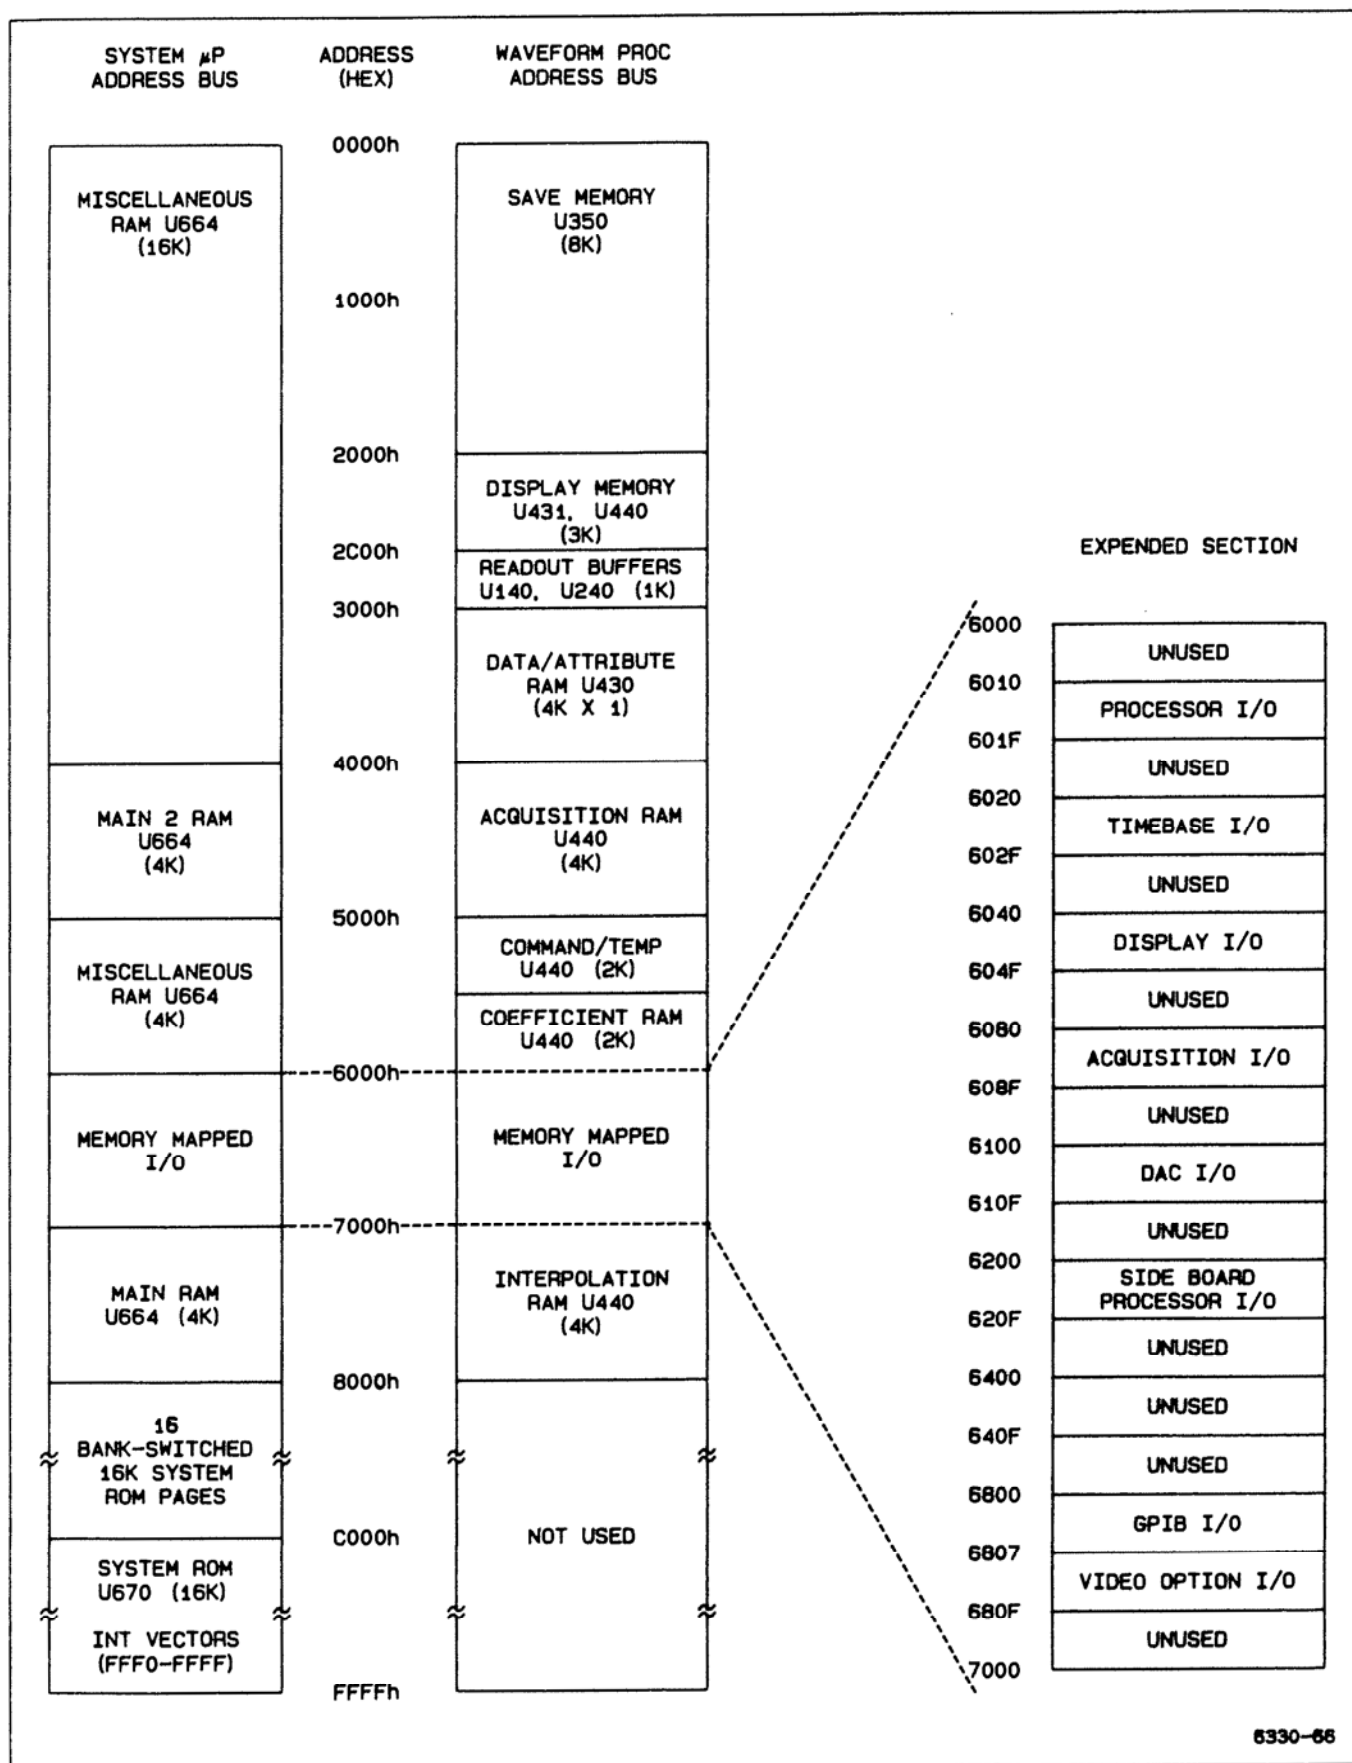 SYSTEM µP
ADDRESS BUS
ADDRESS
(HEX)
WAVEFORM PROC
ADDRESS BUS
0000h
MISCELLANEOUS
RAM U664
(16K)
SAVE MEMORY
U350
(8K)
1000h
2000h
DISPLAY MEMORY
U431, U440
(3K)
2C00h
READOUT BUFFERS
U140, U240 (1K)
3000h
DATA/ATTRIBUTE
RAM U430
(4K X 1)
4000h
MAIN 2 RAM
U664
(4K)
ACQUISITION RAM
U440
(4K)
5000h
MISCELLANEOUS
RAM U664
(4K)
COMMAND/TEMP
U440 (2K)
COEFFICIENT RAM
U440 (2K)
6000h
MEMORY MAPPED
I/O
MEMORY MAPPED
I/O
7000h
MAIN RAM
U664 (4K)
INTERPOLATION
RAM U440
(4K)
8000h
16
BANK-SWITCHED
16K SYSTEM
ROM PAGES
C000h
NOT USED
SYSTEM ROM
U670 (16K)
INT VECTORS
(FFF0-FFFF)
FFFFh
EXPENDED SECTION
6000
UNUSED
6010
PROCESSOR I/O
601F
UNUSED
6020
TIMEBASE I/O
602F
UNUSED
6040
DISPLAY I/O
604F
UNUSED
6080
ACQUISITION I/O
608F
UNUSED
6100
DAC I/O
610F
UNUSED
6200
SIDE BOARD
PROCESSOR I/O
620F
UNUSED
6400
UNUSED
640F
UNUSED
6800
GPIB I/O
6807
VIDEO OPTION I/O
680F
UNUSED
7000
6330-66